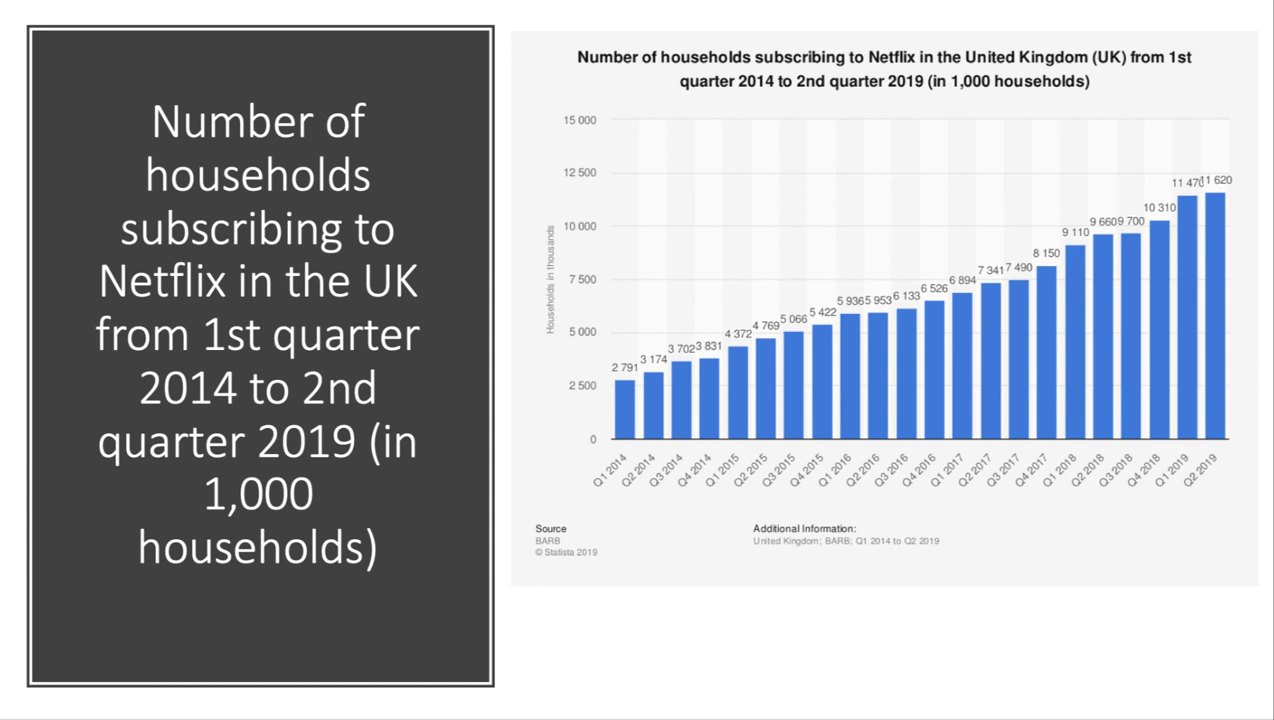 Number of
households
subscribing to
Netflix in the UK
from 1st quarter
2014 to 2nd
quarter 2019 (in
1,000
households)
Number of households subscribing to Netflix in the United Kingdom (UK) from 1st
quarter 2014 to 2nd quarter 2019 (in 1,000 households)
Households in thousands
15 000
12 500
10 000
7 500
5 000
2 500
0
2 791
3 174
3 702
3 831
4 372
4 769
5 066
5 422
5 936
5 953
6 133
6 526
6 894
7 341
7 490
8 150
9 110
9 660
9 700
10 310
11 470
11 620
Q1 2014
Q2 2014
Q3 2014
Q4 2014
Q1 2015
Q2 2015
Q3 2015
Q4 2015
Q1 2016
Q2 2016
Q3 2016
Q4 2016
Q1 2017
Q2 2017
Q3 2017
Q4 2017
Q1 2018
Q2 2018
Q3 2018
Q4 2018
Q1 2019
Q2 2019
Source
BARB
© Statista 2019
Additional Information:
United Kingdom; BARB; Q1 2014 to Q2 2019